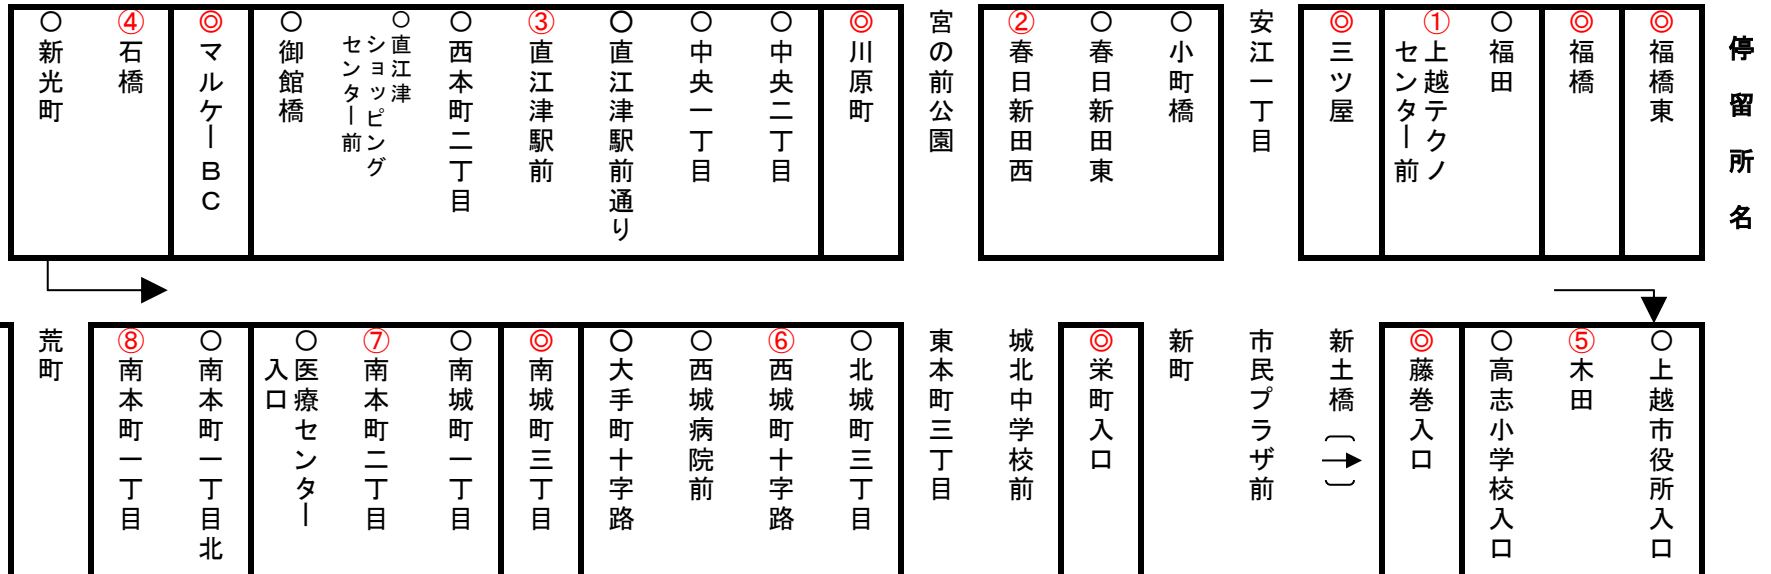 停留所名
◎福橋東
◎福橋
○福田
①上越テクノ
センター前
◎三ツ屋
安江一丁目
○小町橋
○春日新田東
②春日新田西
宮の前公園
◎川原町
○中央二丁目
○中央一丁目
○直江津駅前通り
③直江津駅前
○西本町二丁目
○直江津
ショッピング
センター前
○御館橋
◎マルケーBC
④石橋
○新光町
○上越市役所入口
⑤木田
○高志小学校入口
◎藤巻入口
新土橋
市民プラザ前
新町
◎栄町入口
城北中学校前
東本町三丁目
○北城町三丁目
⑥西城町十字路
○西城病院前
○大手町十字路
◎南城町三丁目
○南城町一丁目
⑦南本町二丁目
○医療センター
入口
○南本町一丁目北
⑧南本町一丁目
荒町